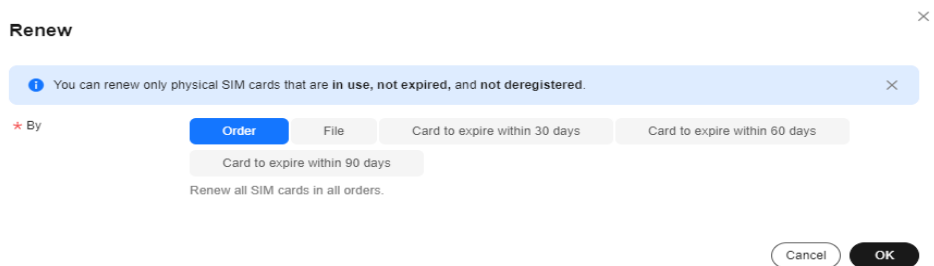 Renew
You can renew only physical SIM cards that are in use, not expired, and not deregistered.
* By
Order File Card to expire within 30 days Card to expire within 60 days
Card to expire within 90 days
Renew all SIM cards in all orders.
Cancel OK